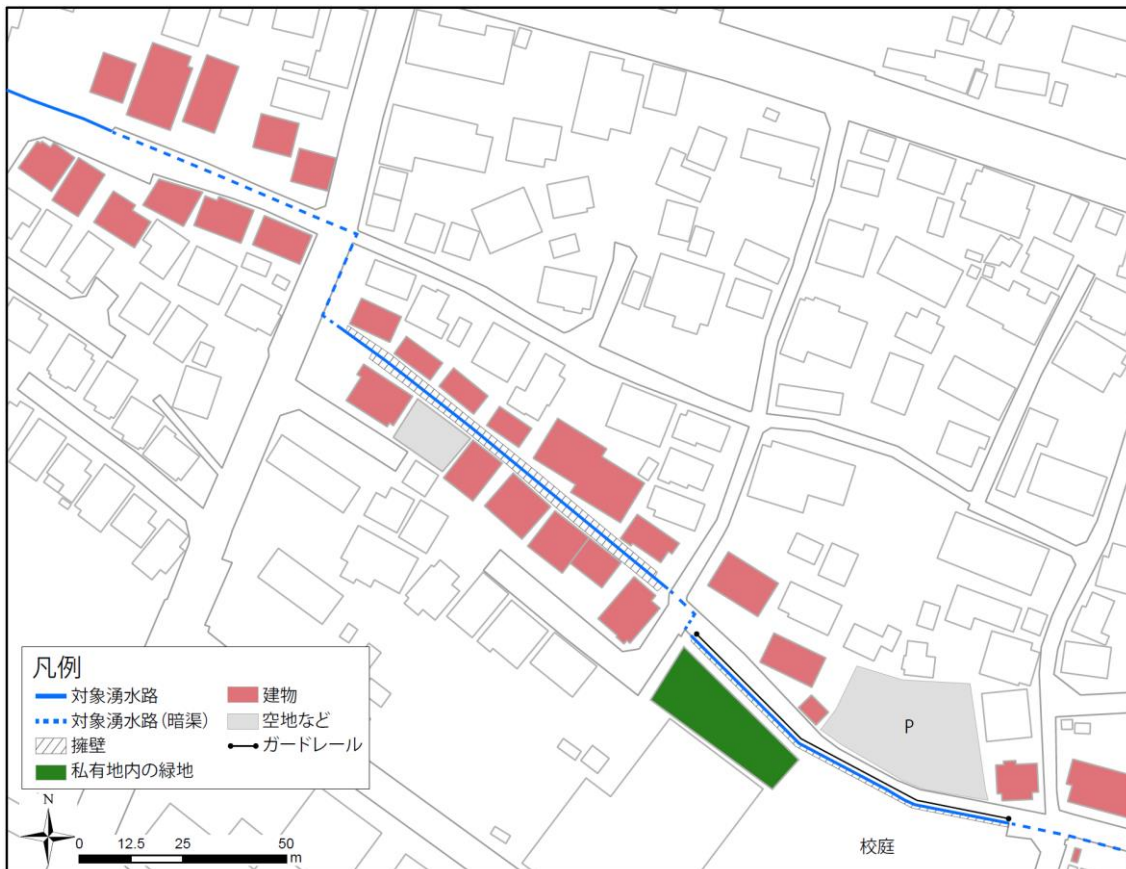 P
校庭
凡例
対象湧水路
対象湧水路（暗渠）
擁壁
私有地内の緑地
建物
空地など
ガードレール
N
0 12.5 25 50
m